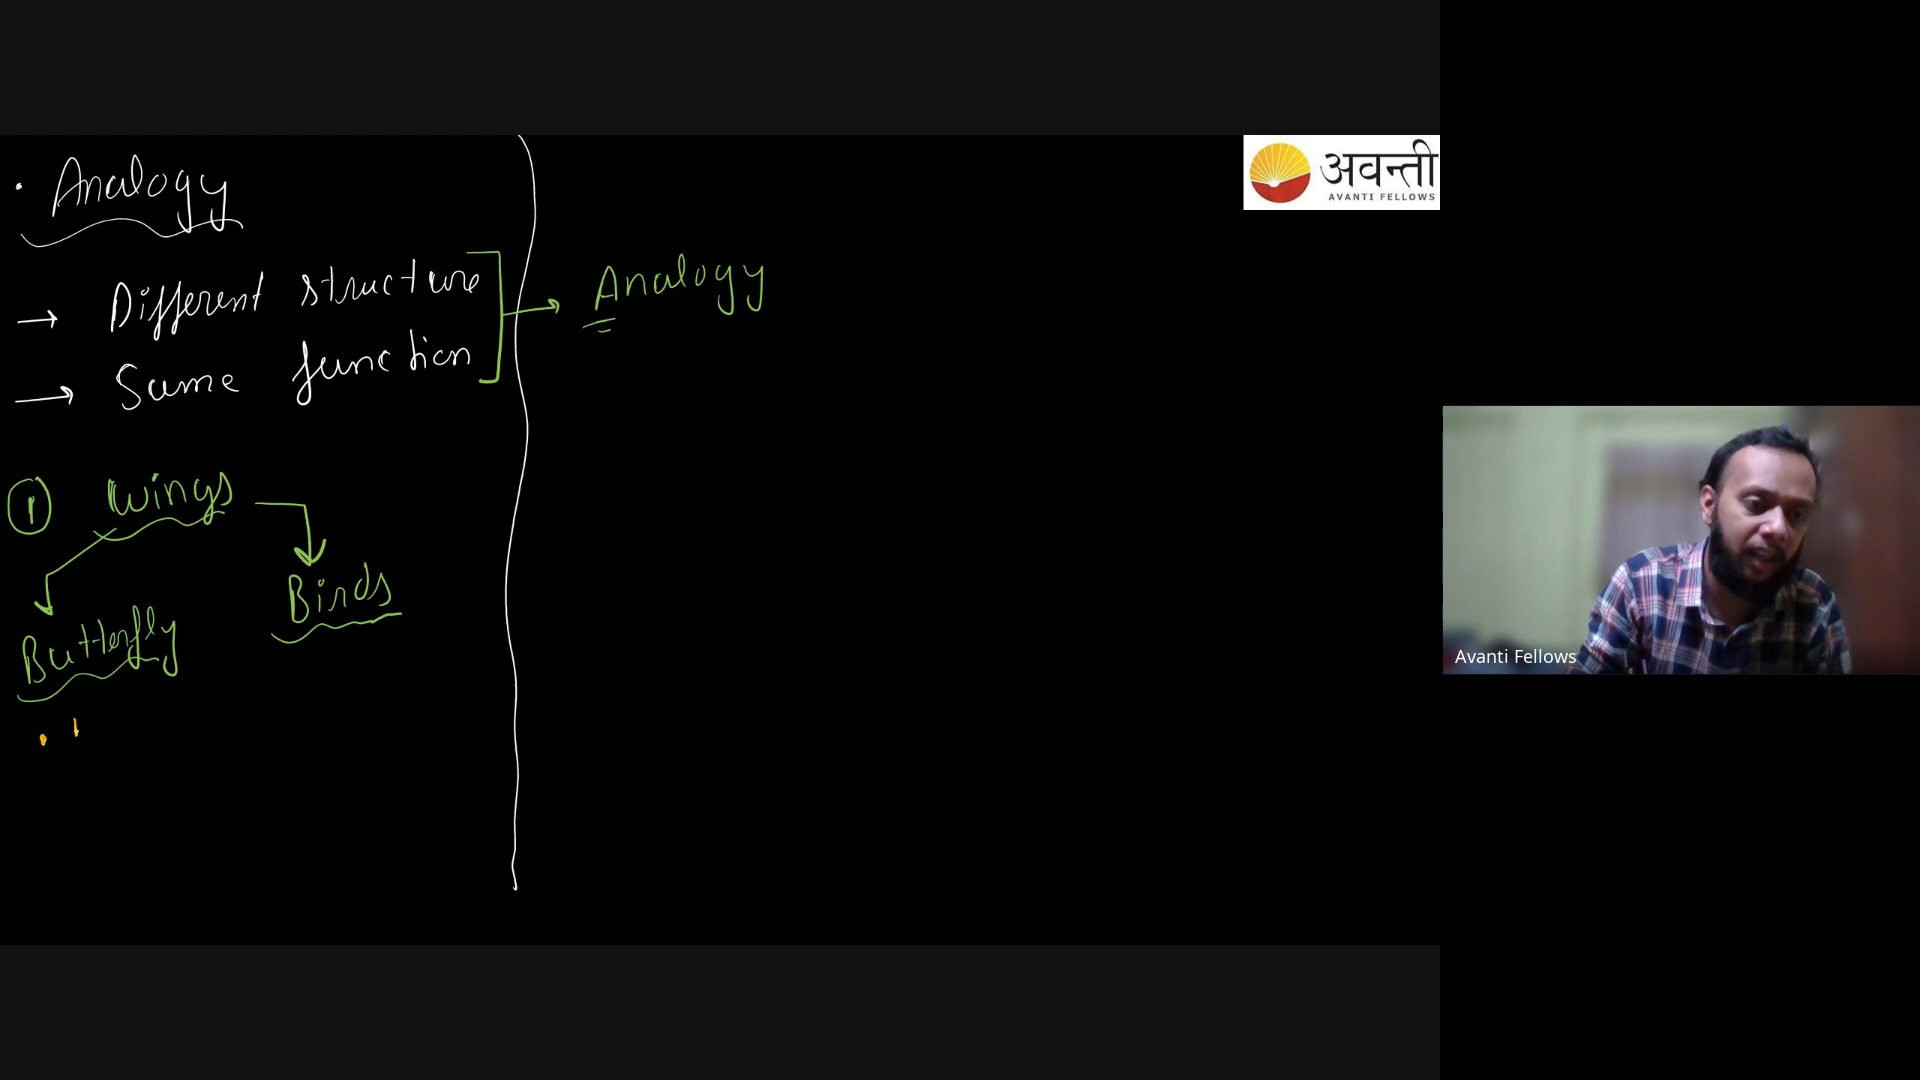 • Analogy
→ Different structure
→ Same function
→ Analogy
① Wings
Birds
Butterfly
अवन्ती
AVANTI FELLOWS
Avanti Fellows